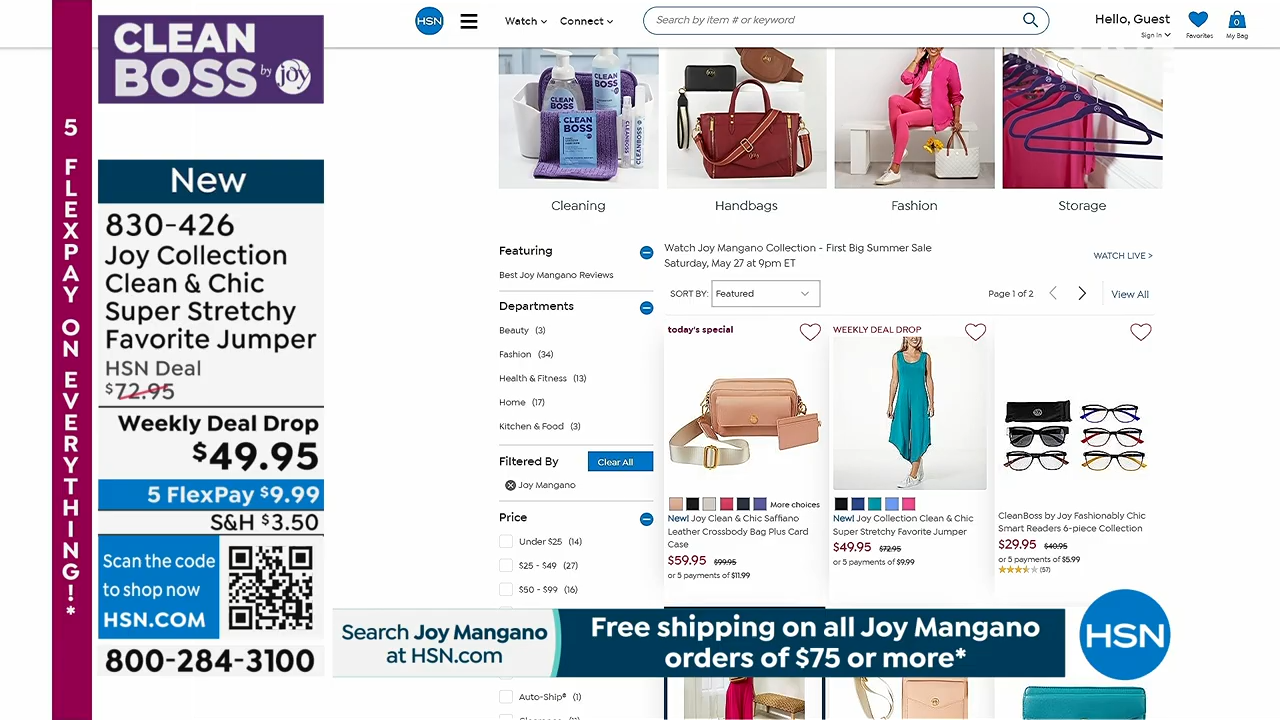 5 FLEXPAY ON EVERYTHING!*
CLEAN
BOSS by joy
New
830-426
Joy Collection
Clean & Chic
Super Stretchy
Favorite Jumper
HSN Deal
$72.95
Weekly Deal Drop
$49.95
5 FlexPay $9.99
S&H $3.50
Scan the code
to shop now
HSN.COM
800-284-3100
HSN
Watch
Connect
Search by item # or keyword
Hello, Guest
Sign In
Favorites
0
My Bag
CLEAN
BOSS
CLEAN
BOSS
CLEAN
BOSS
CLEANBOSS
CLEANBOSS
Cleaning
Handbags
Fashion
Storage
Featuring
Best Joy Mangano Reviews
Departments
Beauty (3)
Fashion (34)
Health & Fitness (13)
Home (17)
Kitchen & Food (3)
Filtered By
Clear All
Joy Mangano
Price
Under $25 (14)
$25 - $49 (27)
$50 - $99 (16)
Auto-Ship® (1)
Watch Joy Mangano Collection - First Big Summer Sale
Saturday, May 27 at 9pm ET
WATCH LIVE >
SORT BY: Featured
Page 1 of 2
View All
today's special
More choices
New! Joy Clean & Chic Saffiano
Leather Crossbody Bag Plus Card
Case
$59.95 $99.95
or 5 payments of $11.99
WEEKLY DEAL DROP
New! Joy Collection Clean & Chic
Super Stretchy Favorite Jumper
$49.95 $72.95
or 5 payments of $9.99
CleanBoss by Joy Fashionably Chic
Smart Readers 6-piece Collection
$29.95 $40.95
or 5 payments of $5.99
(57)
Search Joy Mangano
at HSN.com
Free shipping on all Joy Mangano
orders of $75 or more*
HSN